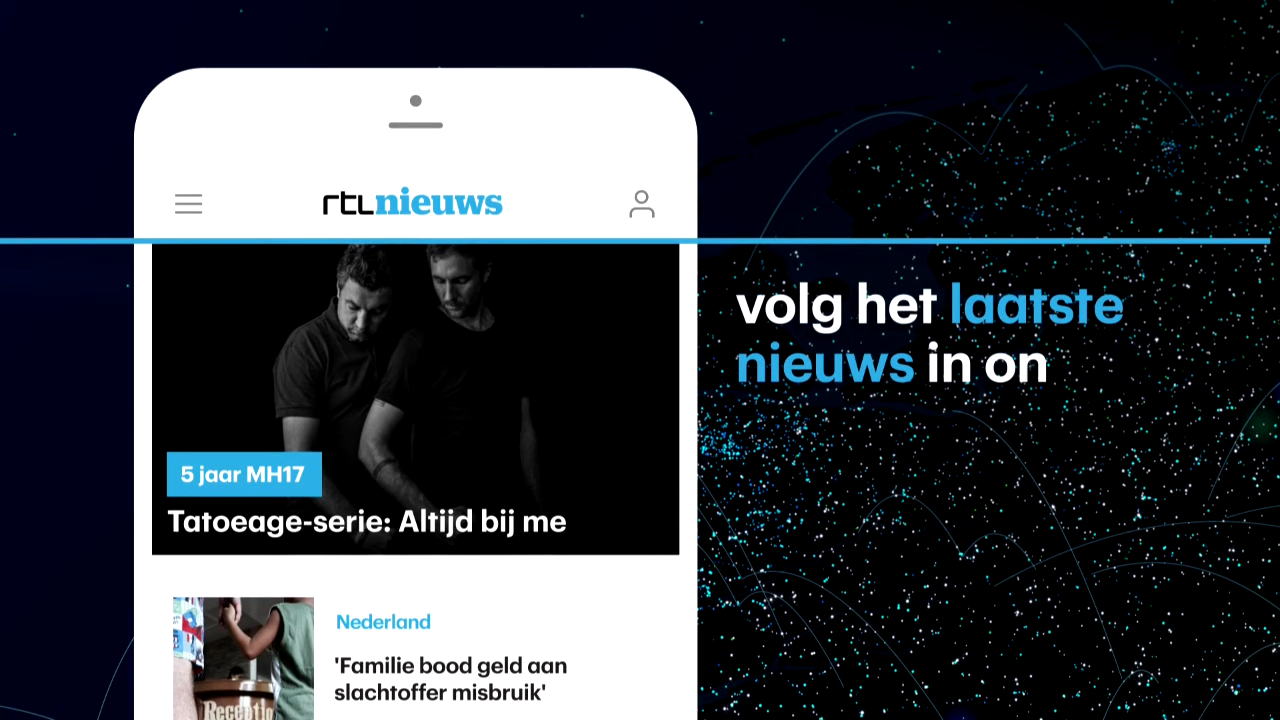 rtlnieuws
volg het laatste
nieuws in on
5 jaar MH17
Tatoeage-serie: Altijd bij me
Nederland
'Familie bood geld aan
slachtoffer misbruik'
Receptio